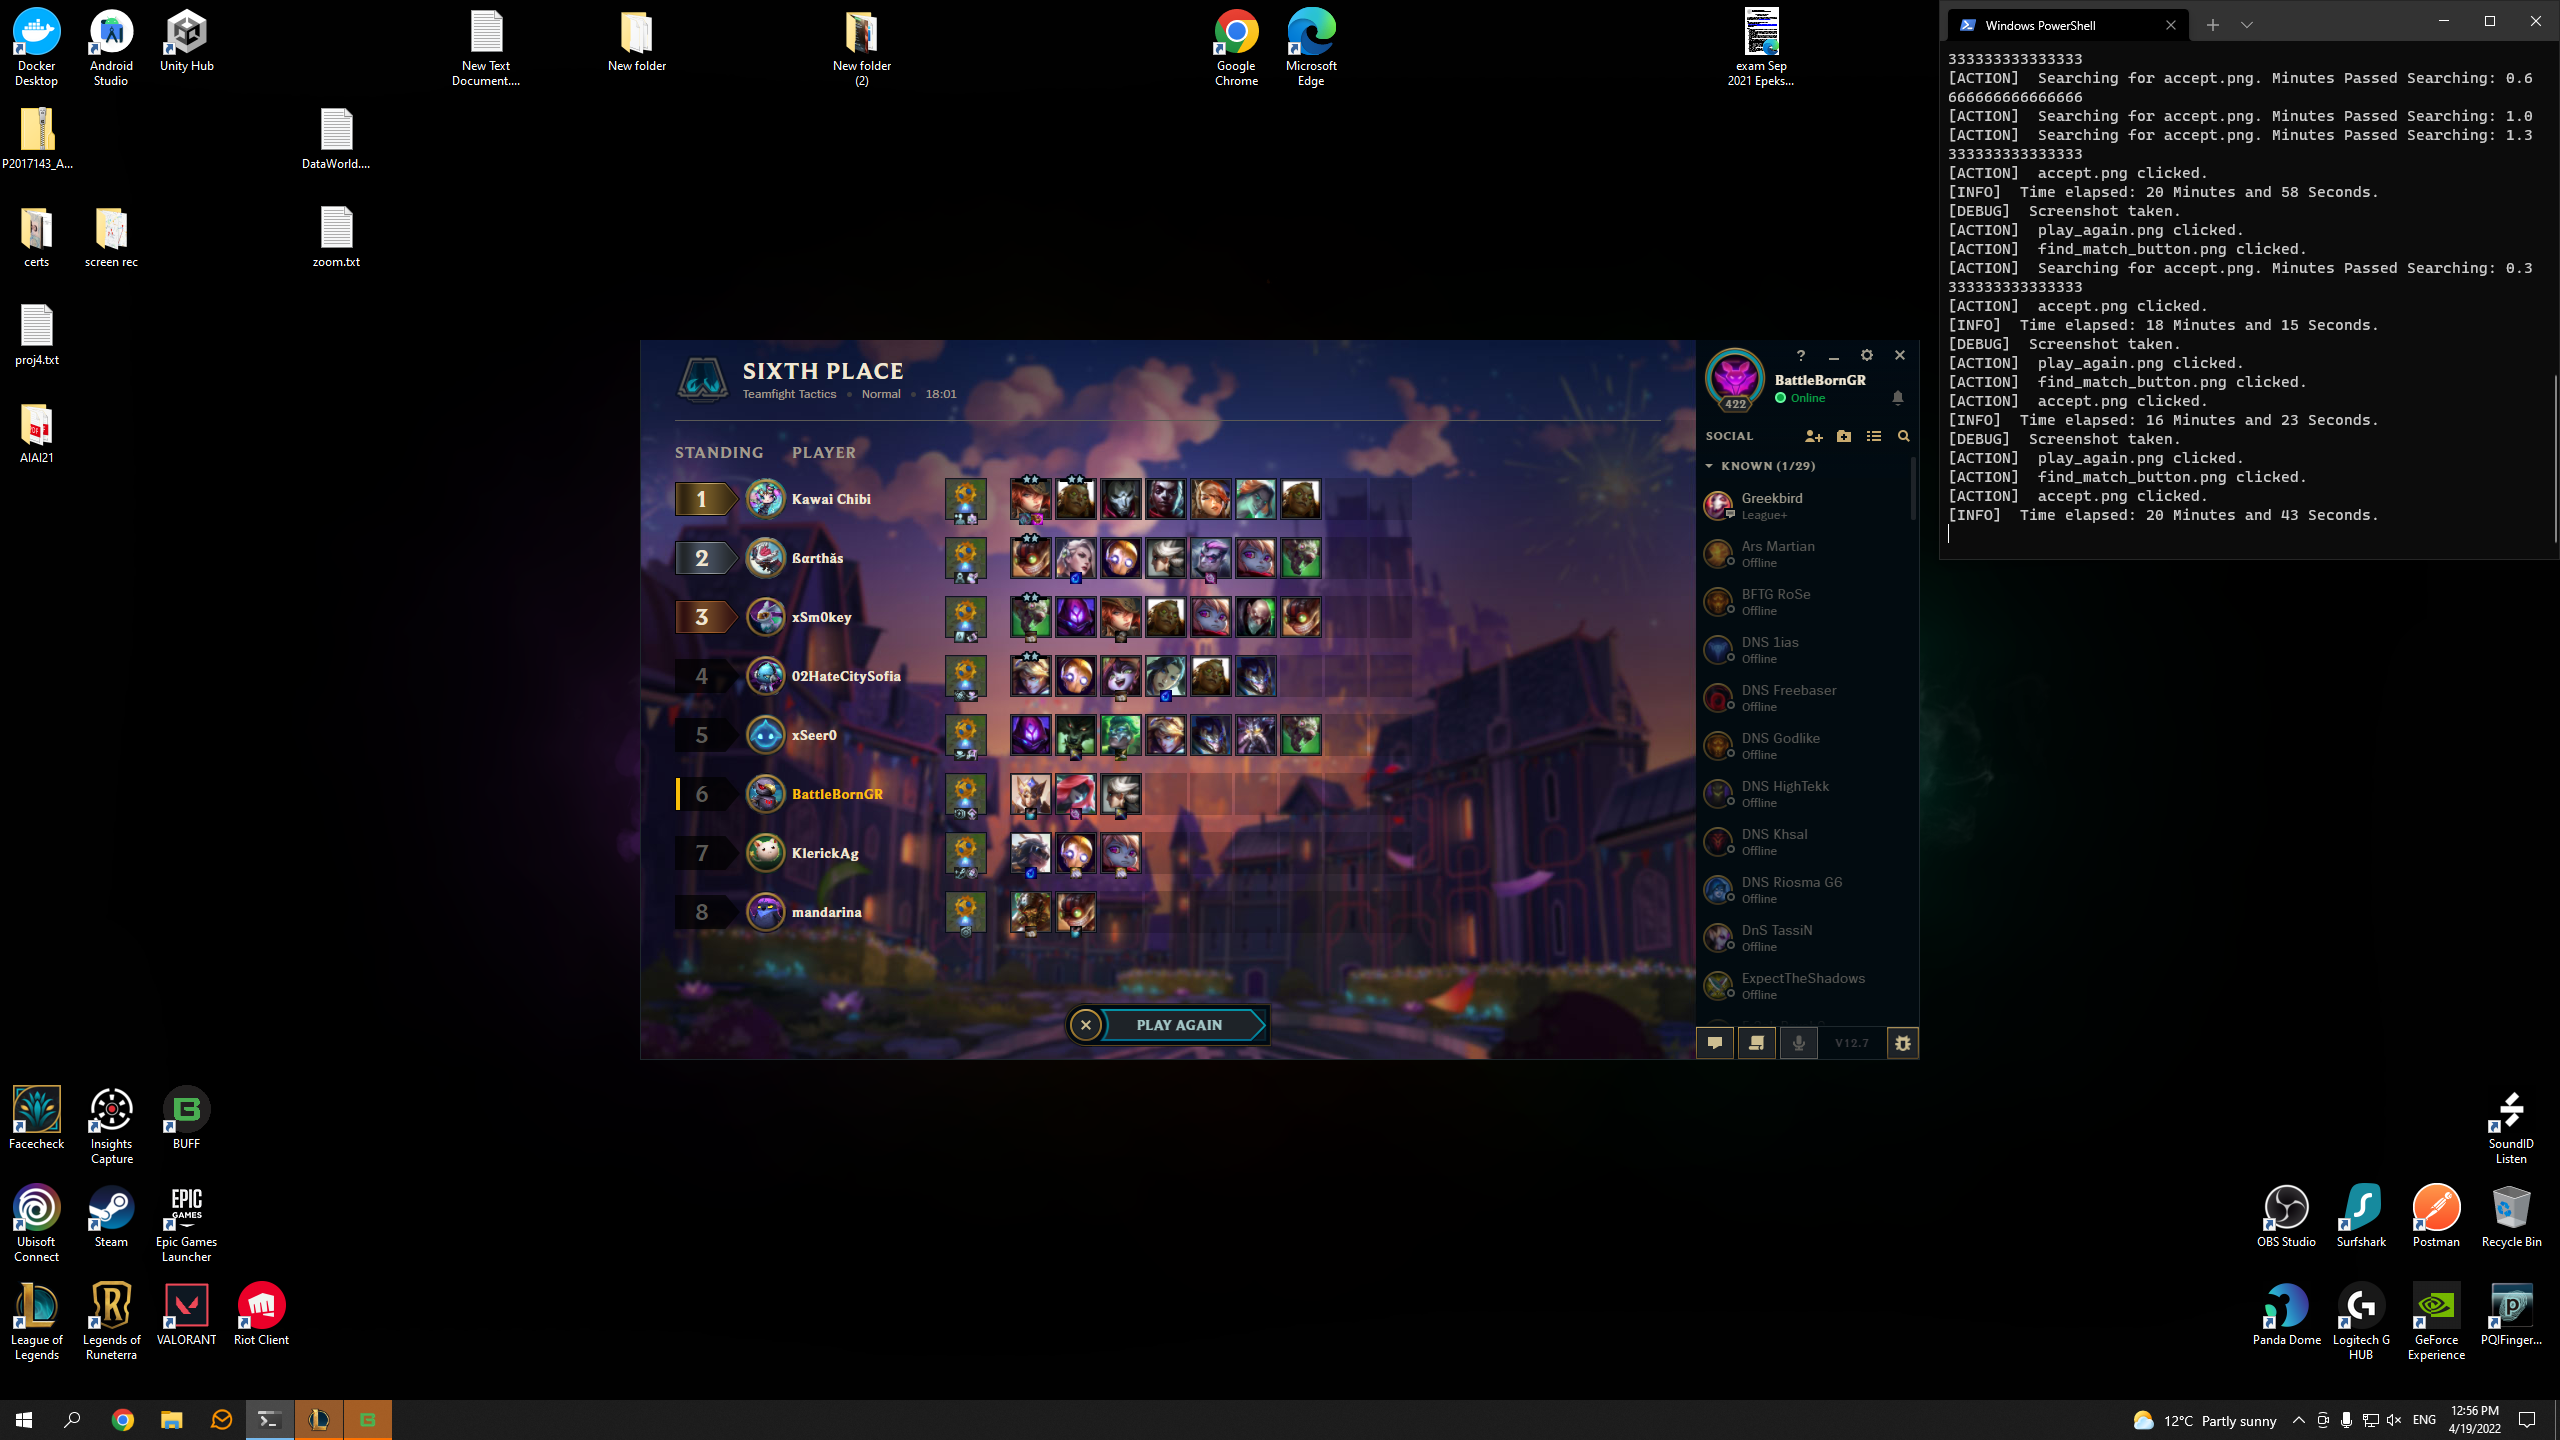 Docker Desktop
Android Studio
Unity Hub
New Text Document....
New folder
New folder (2)
Google Chrome
Microsoft Edge
exam Sep 2021 Epeks...
P2017143_A...
DataWorld....
certs
screen rec
zoom.txt
proj4.txt
AIAI21
Windows PowerShell
333333333333333
[ACTION]  Searching for accept.png. Minutes Passed Searching: 0.6
666666666666666
[ACTION]  Searching for accept.png. Minutes Passed Searching: 1.0
[ACTION]  Searching for accept.png. Minutes Passed Searching: 1.3
333333333333333
[ACTION]  accept.png clicked.
[INFO]  Time elapsed: 20 Minutes and 58 Seconds.
[DEBUG]  Screenshot taken.
[ACTION]  play_again.png clicked.
[ACTION]  find_match_button.png clicked.
[ACTION]  Searching for accept.png. Minutes Passed Searching: 0.3
333333333333333
[ACTION]  accept.png clicked.
[INFO]  Time elapsed: 18 Minutes and 15 Seconds.
[DEBUG]  Screenshot taken.
[ACTION]  play_again.png clicked.
[ACTION]  find_match_button.png clicked.
[ACTION]  accept.png clicked.
[INFO]  Time elapsed: 16 Minutes and 23 Seconds.
[DEBUG]  Screenshot taken.
[ACTION]  play_again.png clicked.
[ACTION]  find_match_button.png clicked.
[ACTION]  accept.png clicked.
[INFO]  Time elapsed: 20 Minutes and 43 Seconds.
SIXTH PLACE
Teamfight Tactics • Normal • 18:01
STANDING PLAYER
1 Kawai Chibi
2 ßαrthãs
3 xSm0key
4 02HateCitySofia
5 xSeer0
6 BattleBornGR
7 KlerickAg
8 mandarina
PLAY AGAIN
BattleBornGR
422
Online
SOCIAL
KNOWN (1/29)
Greekbird
League+
Ars Martian
Offline
BFTG RoSe
Offline
DNS 1ias
Offline
DNS Freebaser
Offline
DNS Godlike
Offline
DNS HighTekk
Offline
DNS Khsal
Offline
DNS Riosma G6
Offline
DnS TassiN
Offline
ExpectTheShadows
Offline
V12.7
Facecheck
Insights Capture
BUFF
Ubisoft Connect
Steam
EPIC GAMES
Epic Games Launcher
League of Legends
Legends of Runeterra
VALORANT
Riot Client
SoundID Listen
OBS Studio
Surfshark
Postman
Recycle Bin
Panda Dome
Logitech G HUB
GeForce Experience
PQIFinger...
12°C Partly sunny
ENG
12:56 PM
4/19/2022